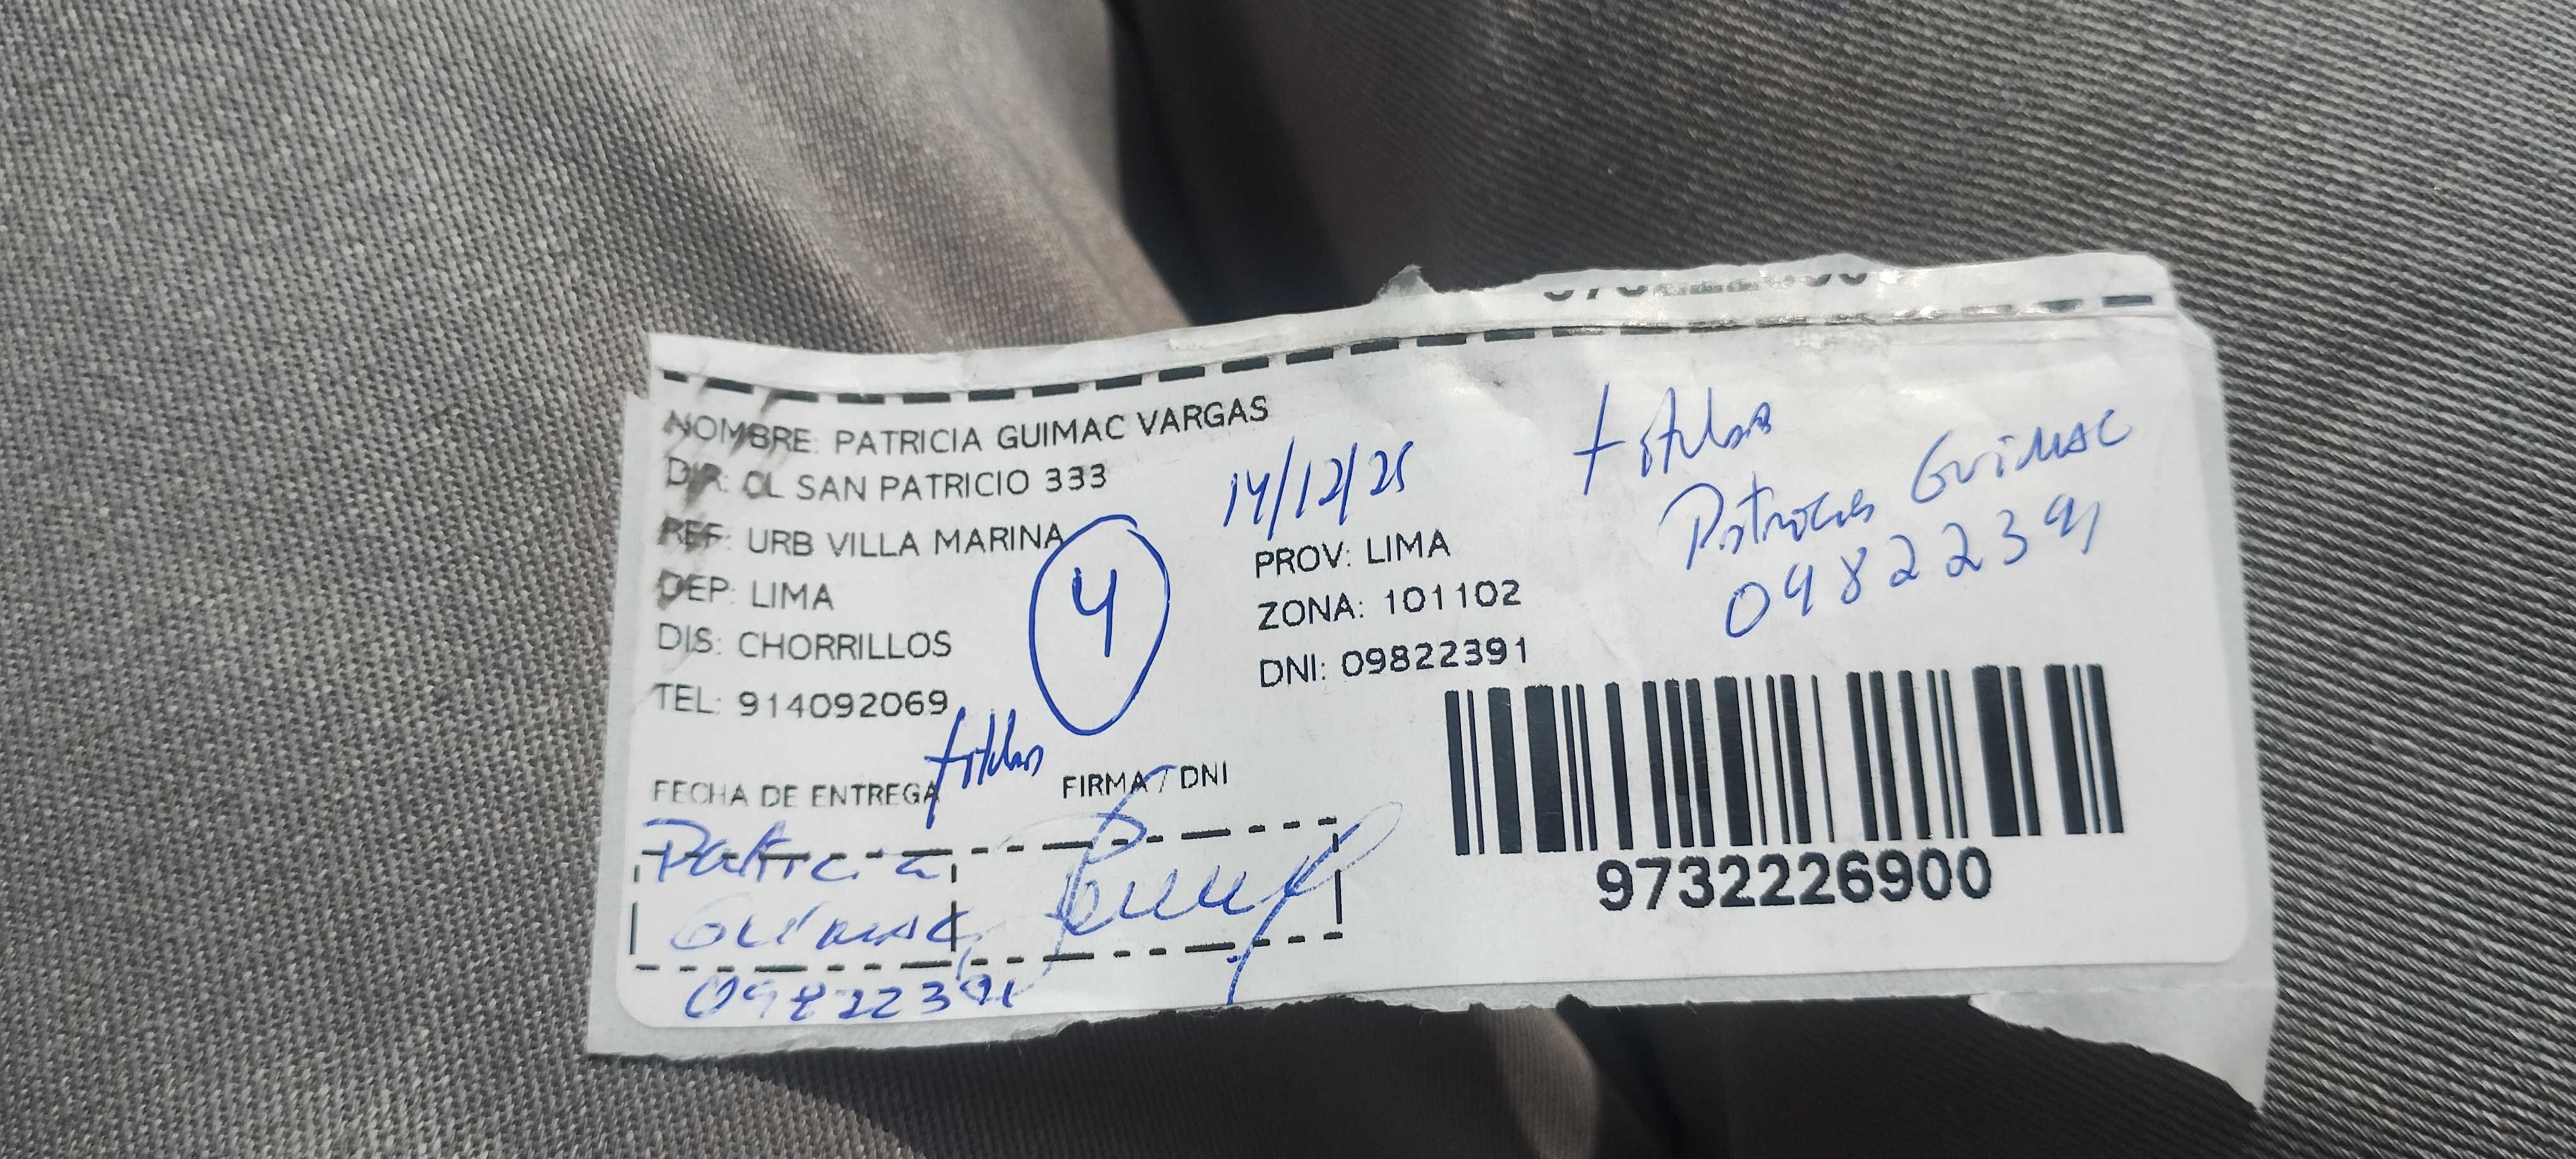 NOMBRE: PATRICIA GUIMAC VARGAS
DIR: CL SAN PATRICIO 333
REF: URB VILLA MARINA
DEP: LIMA
DIS: CHORRILLOS
TEL: 914092069
4
14/12/25
PROV: LIMA
ZONA: 101102
DNI: 09822391
titular
Patricia Guimac
09822391
titular
FECHA DE ENTREGA
FIRMA / DNI
Patricia
Guimac
09822391
9732226900